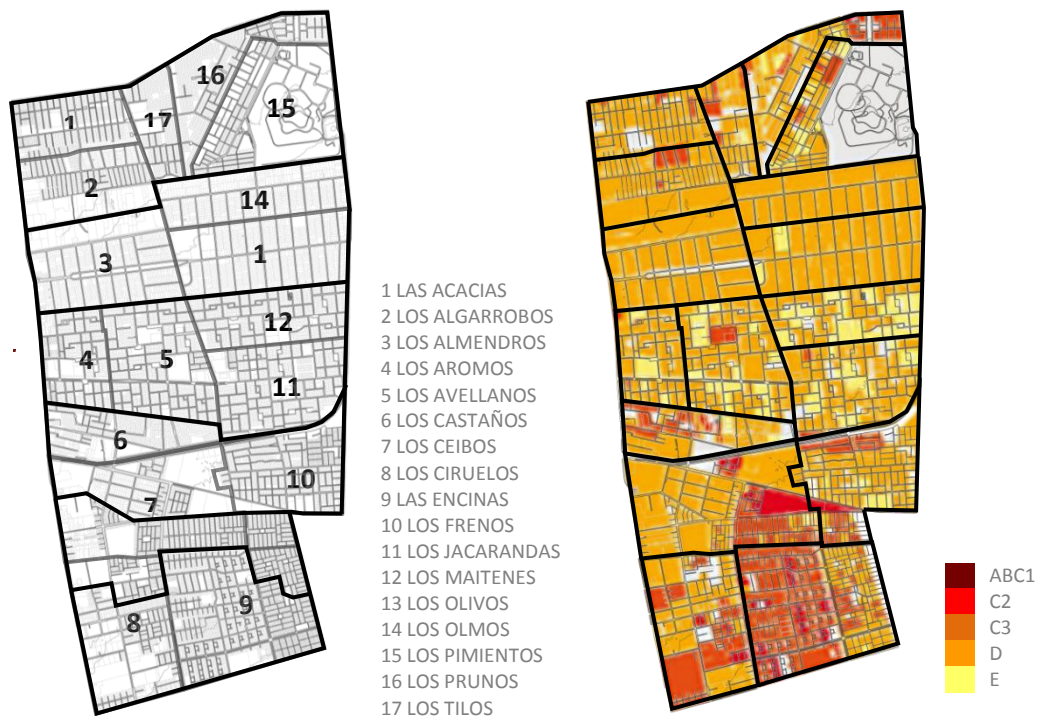 16
15
1
17
2
14
3
1
12
4
5
11
6
10
7
9
8
1 LAS ACACIAS
2 LOS ALGARROBOS
3 LOS ALMENDROS
4 LOS AROMOS
5 LOS AVELLANOS
6 LOS CASTAÑOS
7 LOS CEIBOS
8 LOS CIRUELOS
9 LAS ENCINAS
10 LOS FRENOS
11 LOS JACARANDAS
12 LOS MAITENES
13 LOS OLIVOS
14 LOS OLMOS
15 LOS PIMIENTOS
16 LOS PRUNOS
17 LOS TILOS
ABC1
C2
C3
D
E